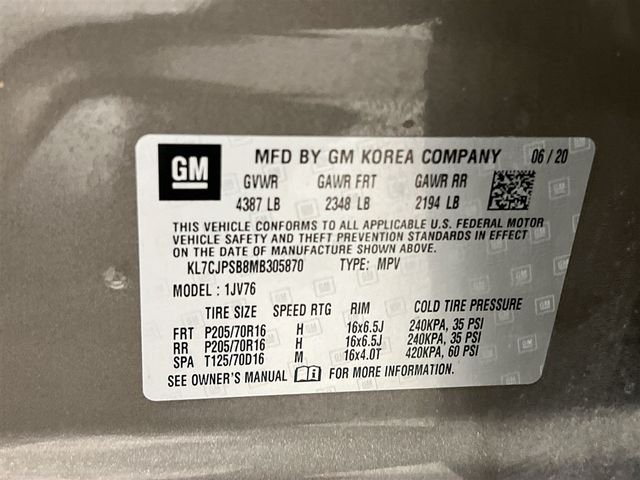 GM MFD BY GM KOREA COMPANY 06/20
GVWR GAWR FRT GAWR RR
4387 LB 2348 LB 2194 LB
THIS VEHICLE CONFORMS TO ALL APPLICABLE U.S. FEDERAL MOTOR
VEHICLE SAFETY AND THEFT PREVENTION STANDARDS IN EFFECT
ON THE DATE OF MANUFACTURE SHOWN ABOVE.
KL7CJPSB8MB305870 TYPE: MPV
MODEL : 1JV76
TIRE SIZE SPEED RTG RIM COLD TIRE PRESSURE
FRT P205/70R16 H 16x6.5J 240KPA, 35 PSI
RR P205/70R16 H 16x6.5J 240KPA, 35 PSI
SPA T125/70D16 M 16x4.0T 420KPA, 60 PSI
SEE OWNER'S MANUAL FOR MORE INFORMATION.